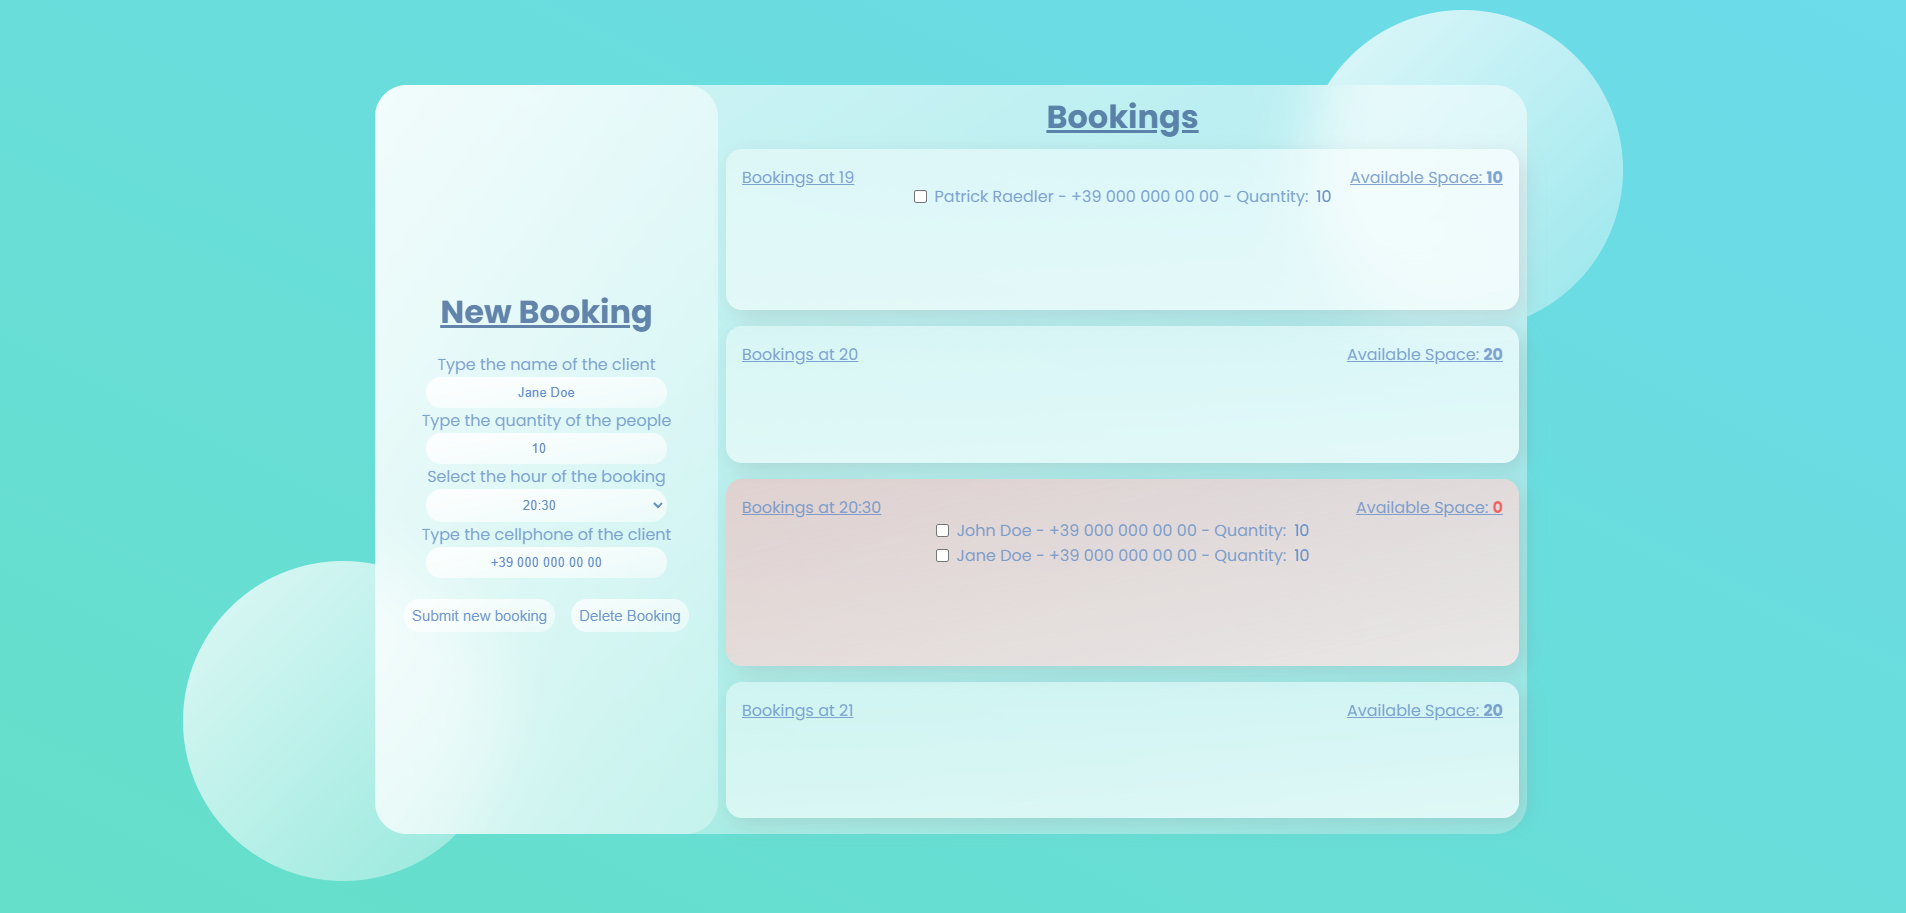 New Booking
Type the name of the client
Jane Doe
Type the quantity of the people
10
Select the hour of the booking
20:30
Type the cellphone of the client
+39 000 000 00 00
Submit new booking Delete Booking
Bookings
Bookings at 19 Available Space: 10
Patrick Raedler - +39 000 000 00 00 - Quantity: 10
Bookings at 20 Available Space: 20
Bookings at 20:30 Available Space: 0
John Doe - +39 000 000 00 00 - Quantity: 10
Jane Doe - +39 000 000 00 00 - Quantity: 10
Bookings at 21 Available Space: 20